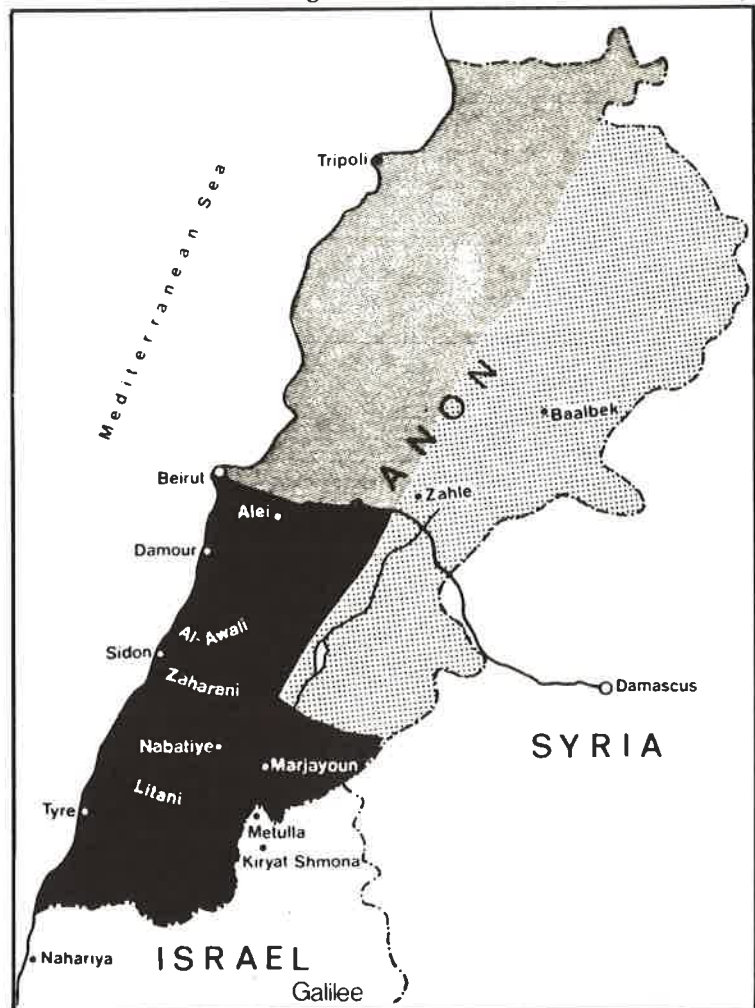 Tripoli
Mediterranean Sea
ANON
Baalbek
Beirut
Zahle
Alei
Damour
Al-Awali
Sidon
Zaharani
Damascus
SYRIA
Nabatiye
Marjayoun
Litani
Tyre
Metulla
Kiryat Shmona
Nahariya
ISRAEL
Galilee